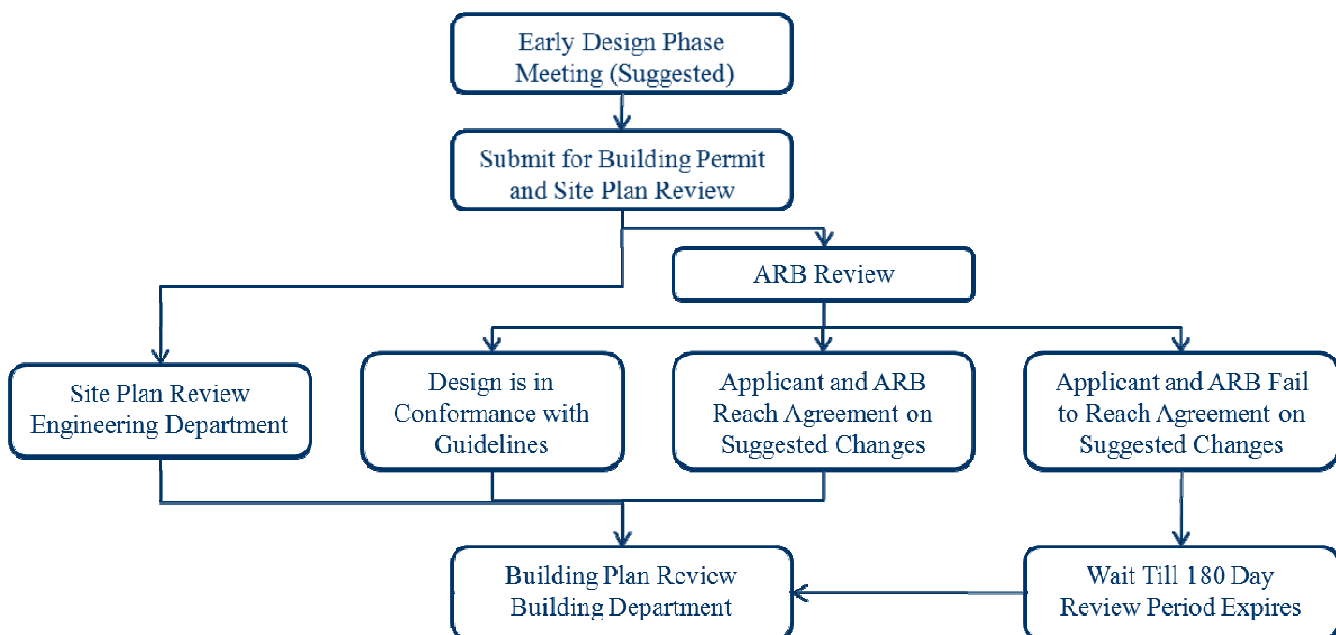 Early Design Phase
Meeting (Suggested)
Submit for Building Permit
and Site Plan Review
ARB Review
Site Plan Review
Engineering Department
Design is in
Conformance with
Guidelines
Applicant and ARB
Reach Agreement on
Suggested Changes
Applicant and ARB Fail
to Reach Agreement on
Suggested Changes
Building Plan Review
Building Department
Wait Till 180 Day
Review Period Expires